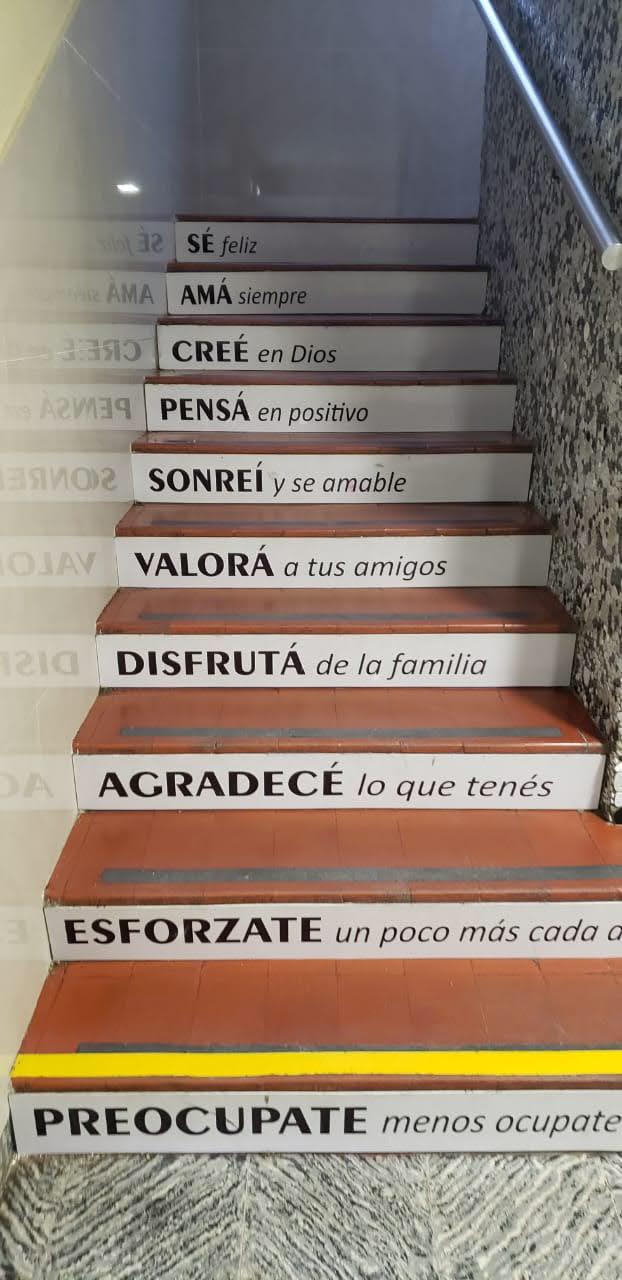 SÉ feliz
AMÁ siempre
CREÉ en Dios
PENSÁ en positivo
SONREÍ y se amable
VALORÁ a tus amigos
DISFRUTÁ de la familia
AGRADECÉ lo que tenés
ESFORZATE un poco más cada
PREOCUPATE menos ocupate